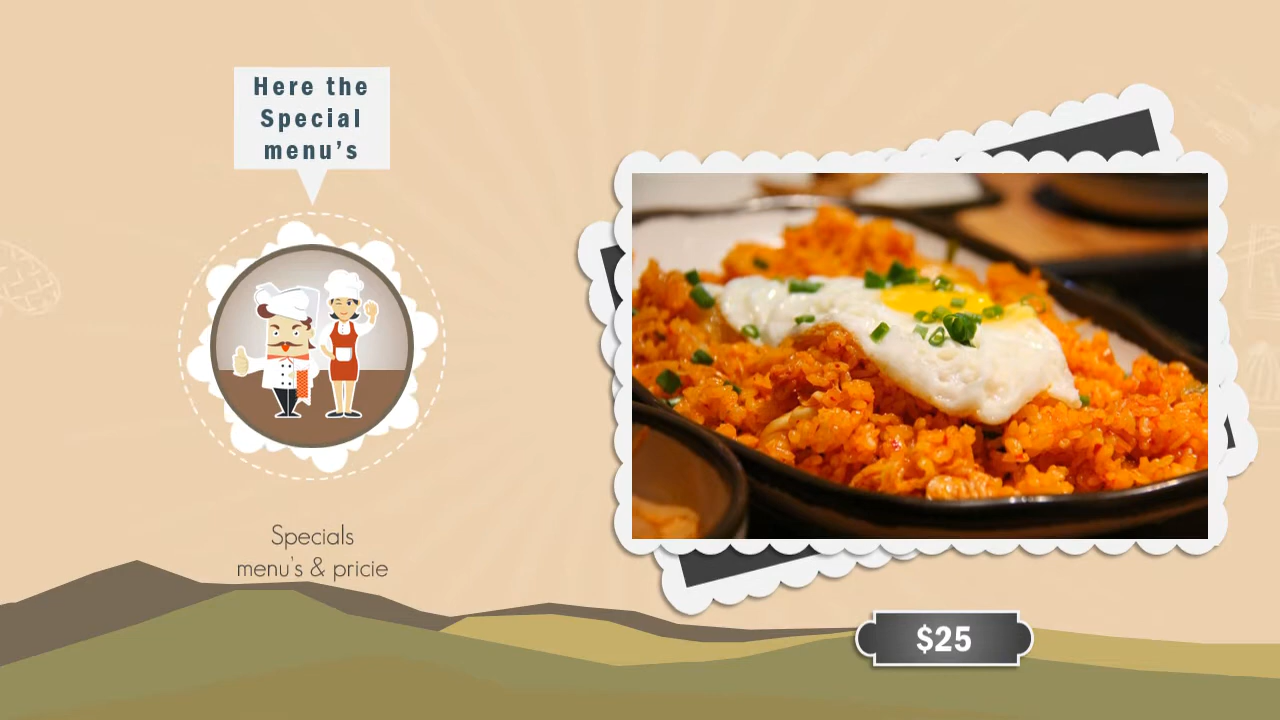 Here the
Special
menu's
Specials
menu's & pricie
$25